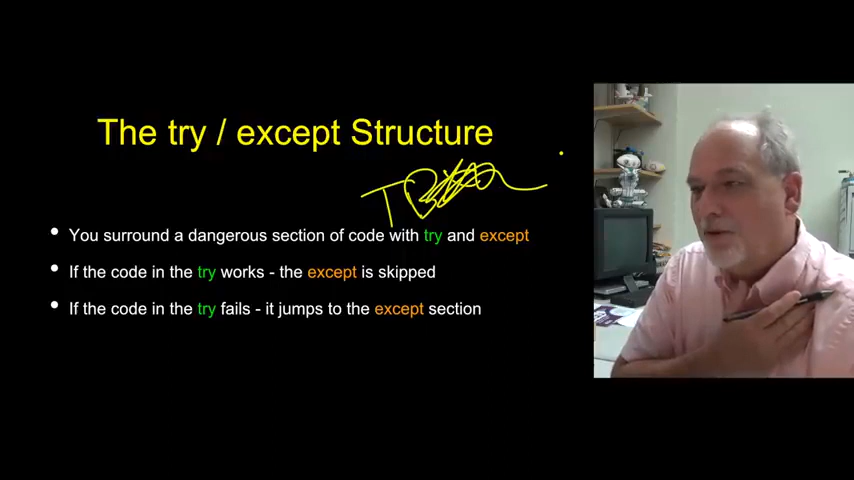 The try / except Structure
• You surround a dangerous section of code with try and except
• If the code in the try works - the except is skipped
• If the code in the try fails - it jumps to the except section